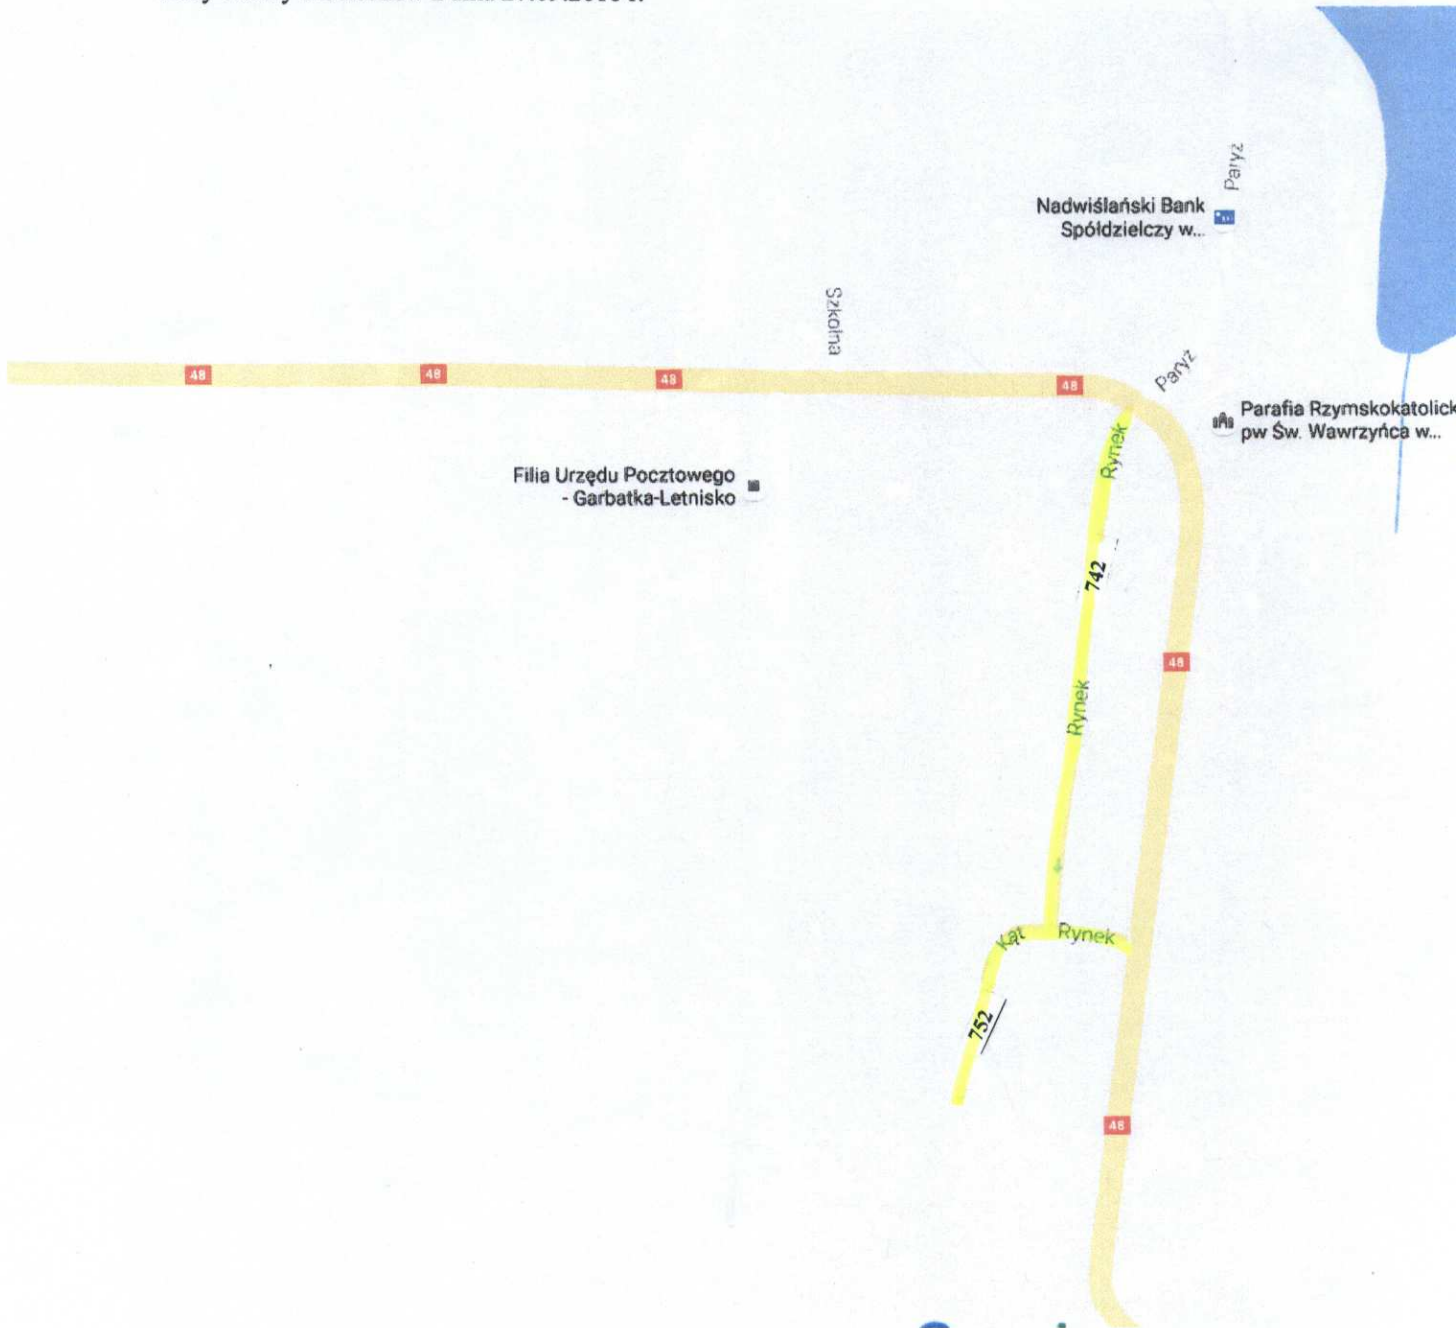 Paryż
Nadwiślański Bank
Spółdzielczy w...
Szkolna
48
48
48
48
Paryż
Parafia Rzymskokatolick
pw Św. Wawrzyńca w...
Rynek
Filia Urzędu Pocztowego
- Garbatka-Letnisko
742
48
Rynek
Kąt
Rynek
752
48